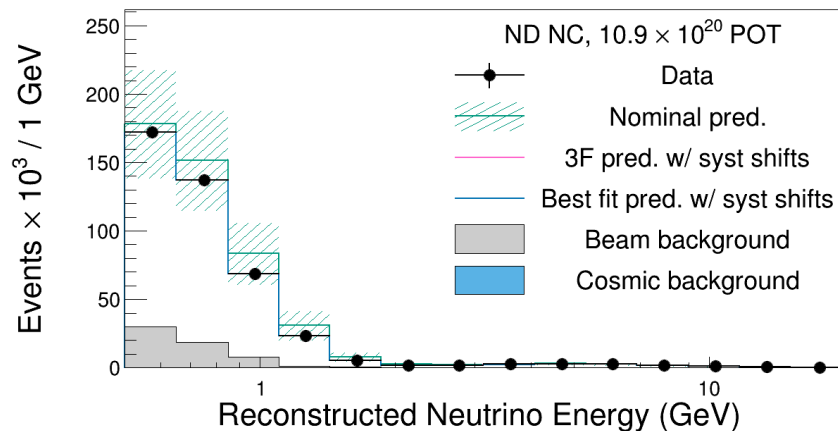 ND NC, 10.9 × 10²⁰ POT
Data
Nominal pred.
3F pred. w/ syst shifts
Best fit pred. w/ syst shifts
Beam background
Cosmic background
Events × 10³ / 1 GeV
250
200
150
100
50
0
1
10
Reconstructed Neutrino Energy (GeV)